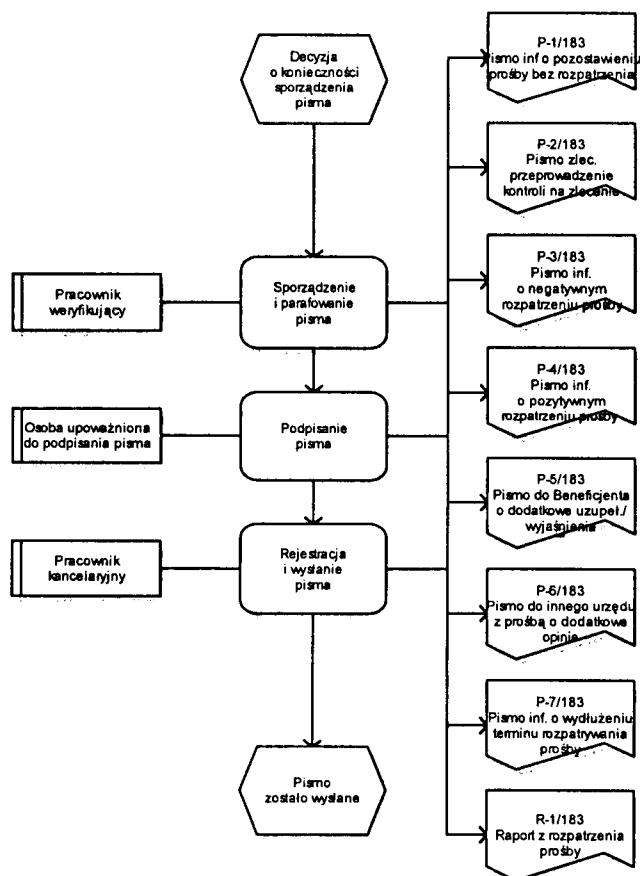 Decyzja
o konieczności
sporządzenia
pisma
Pracownik
weryfikujący
Sporządzenie
i parafowanie
pisma
Osoba upoważniona
do podpisania pisma
Podpisanie
pisma
Pracownik
kancelaryjny
Rejestracja
i wysłanie
pisma
Pismo
zostało wysłane
P-1/183
Pismo inf o pozostawieniu
prośby bez rozpatrzenia
P-2/183
Pismo zlec.
przeprowadzenie
kontroli na zlecenie
P-3/183
Pismo inf.
o negatywnym
rozpatrzeniu prośby
P-4/183
Pismo inf.
o pozytywnym
rozpatrzeniu prośby
P-5/183
Pismo do Beneficjenta
o dodatkowe uzupeł./
wyjaśnienia
P-6/183
Pismo do innego urzędu
z prośbą o dodatkowe
opinie
P-7/183
Pismo inf. o wydłużeniu
terminu rozpatrywania
prośby
R-1/183
Raport z rozpatrzenia
prośby